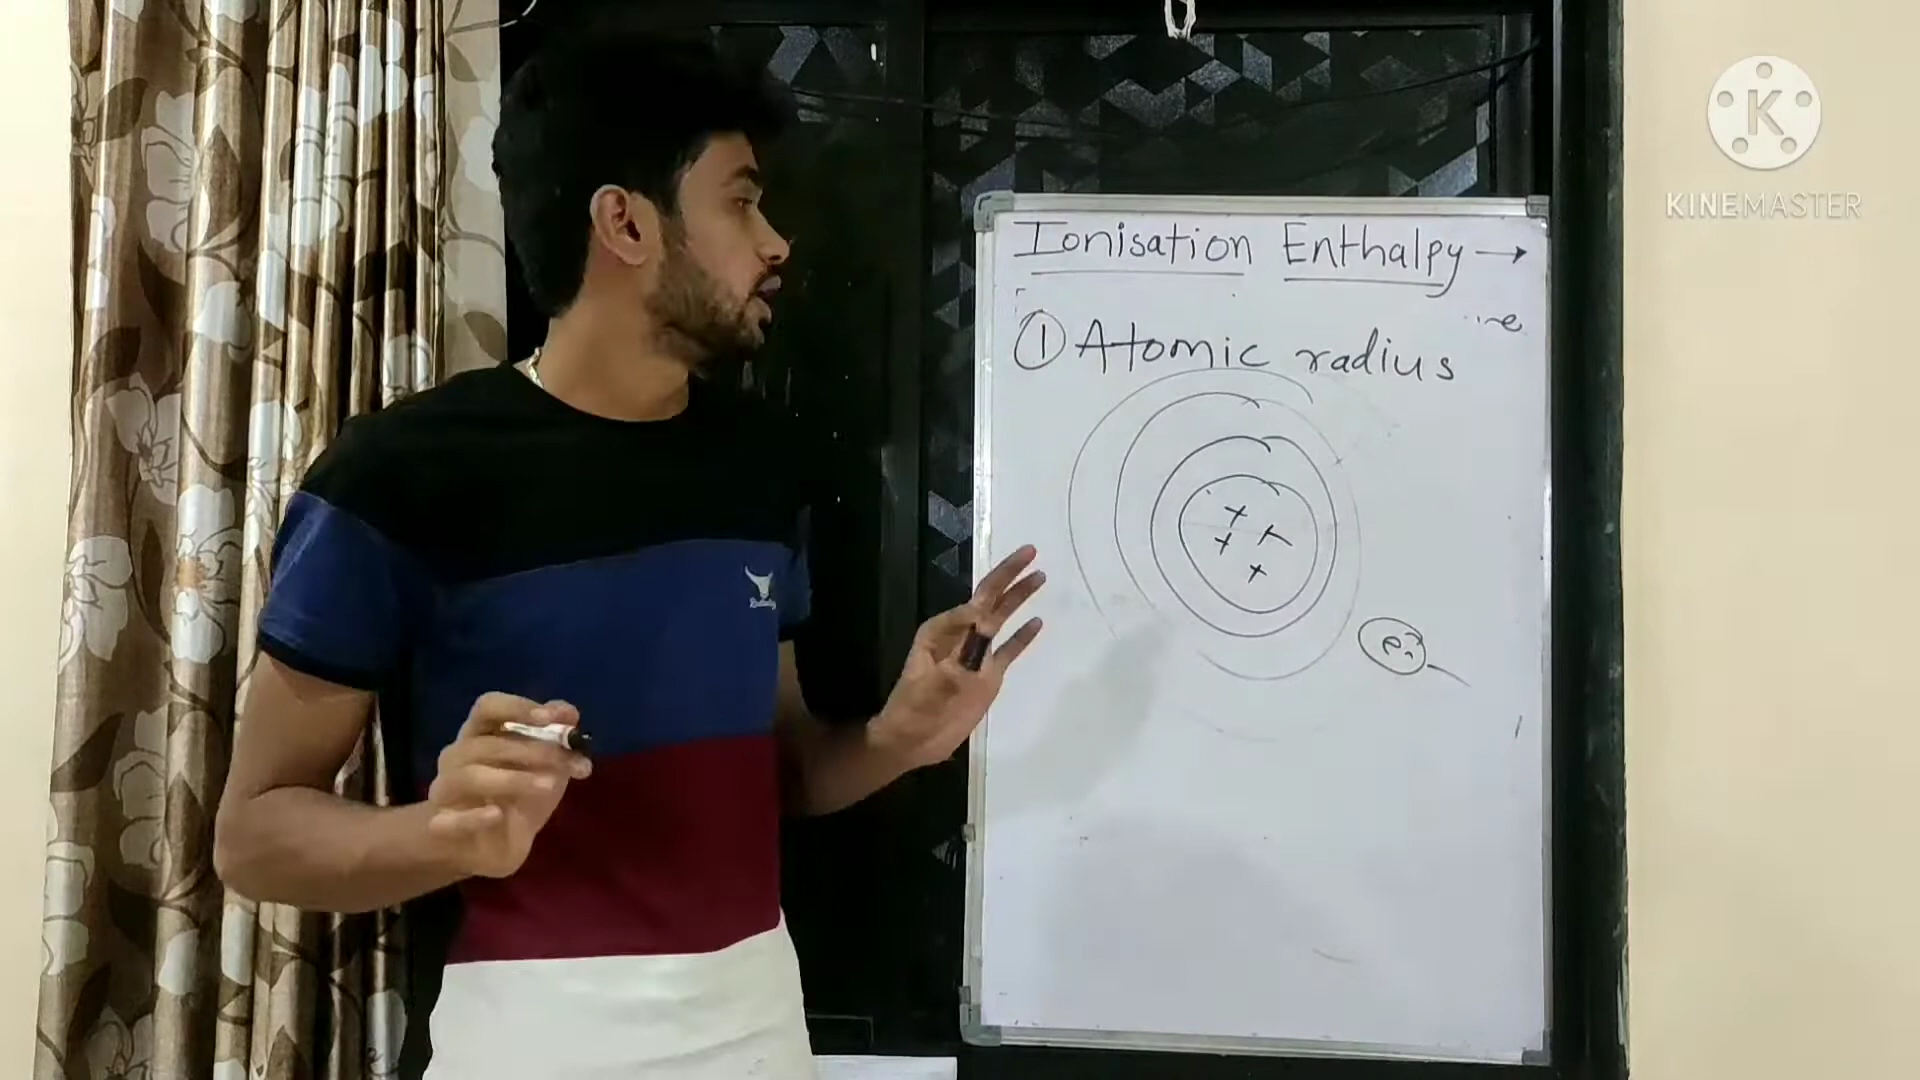 Ionisation Enthalpy →
① Atomic radius
+ + + +
e-
KINEMASTER